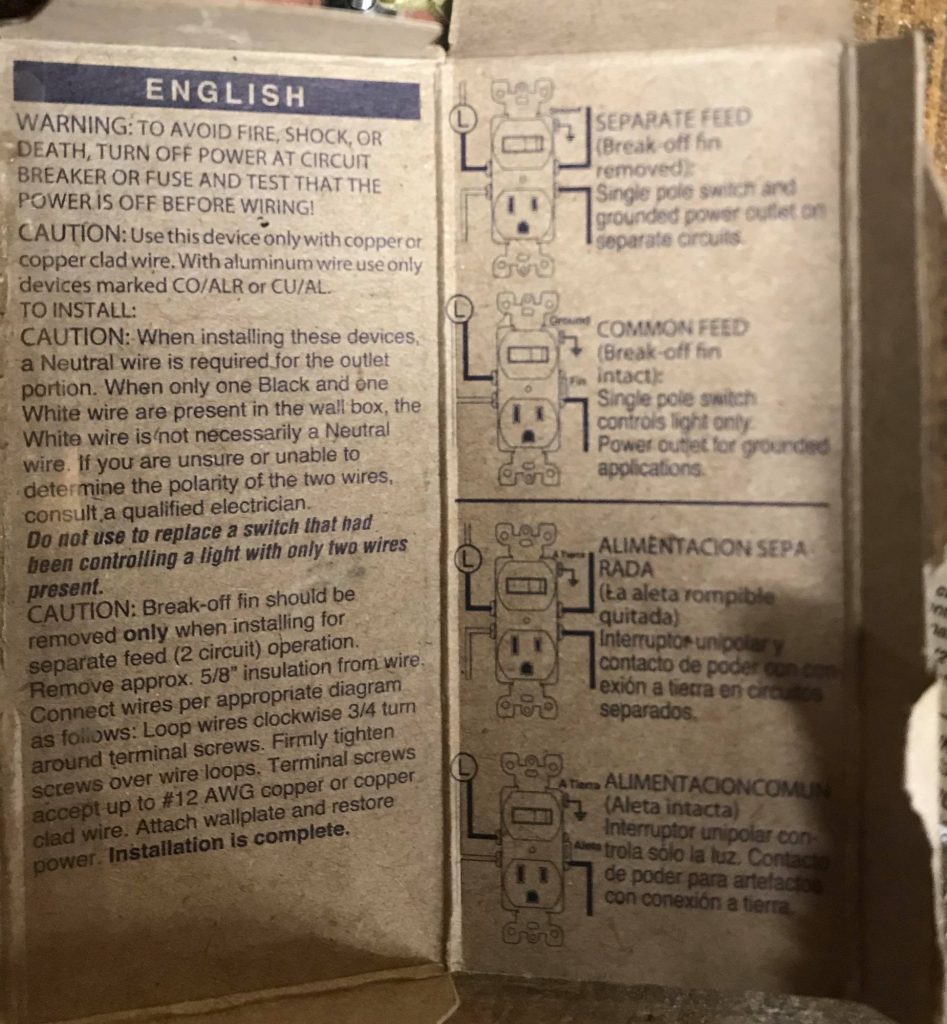 ENGLISH
WARNING: TO AVOID FIRE, SHOCK, OR
DEATH, TURN OFF POWER AT CIRCUIT
BREAKER OR FUSE AND TEST THAT THE
POWER IS OFF BEFORE WIRING!
CAUTION: Use this device only with copper or
copper clad wire. With aluminum wire use only
devices marked CO/ALR or CU/AL.
TO INSTALL:
CAUTION: When installing these devices,
a Neutral wire is required for the outlet
portion. When only one Black and one
White wire are present in the wall box, the
White wire is not necessarily a Neutral
wire. If you are unsure or unable to
determine the polarity of the two wires,
consult a qualified electrician.
Do not use to replace a switch that had
been controlling a light with only two wires
present.
CAUTION: Break-off fin should be
removed only when installing for
separate feed (2 circuit) operation.
Remove approx. 5/8" insulation from wire.
Connect wires per appropriate diagram
as follows: Loop wires clockwise 3/4 turn
around terminal screws. Firmly tighten
screws over wire loops. Terminal screws
accept up to #12 AWG copper or copper
clad wire. Attach wallplate and restore
power. Installation is complete.
L
SEPARATE FEED
(Break-off fin
removed):
Single pole switch and
grounded power outlet on
separate circuits.
L
Ground
Fin
COMMON FEED
(Break-off fin
intact):
Single pole switch
controls light only.
Power outlet for grounded
applications.
L
A Tierra
ALIMENTACION SEPA
RADA
(La aleta rompible
quitada)
Interruptor unipolar y
contacto de poder con con-
exión a tierra en circuitos
separados.
L
A Tierra
Aleta
ALIMENTACIONCOMUN
(Aleta intacta)
Interruptor unipolar con-
trola sólo la luz. Contacto
de poder para artefactos
con conexión a tierra.